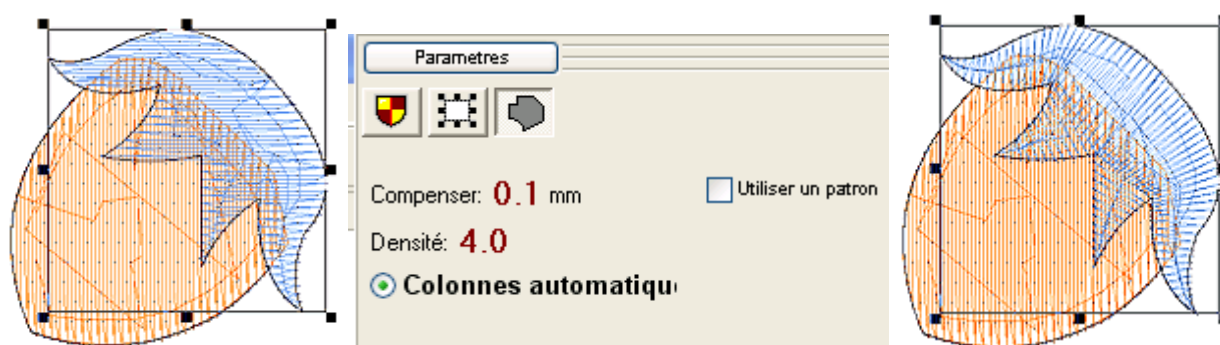 Parametres
Compenser: 0.1 mm
Utiliser un patron
Densité: 4.0
Colonnes automatiqu